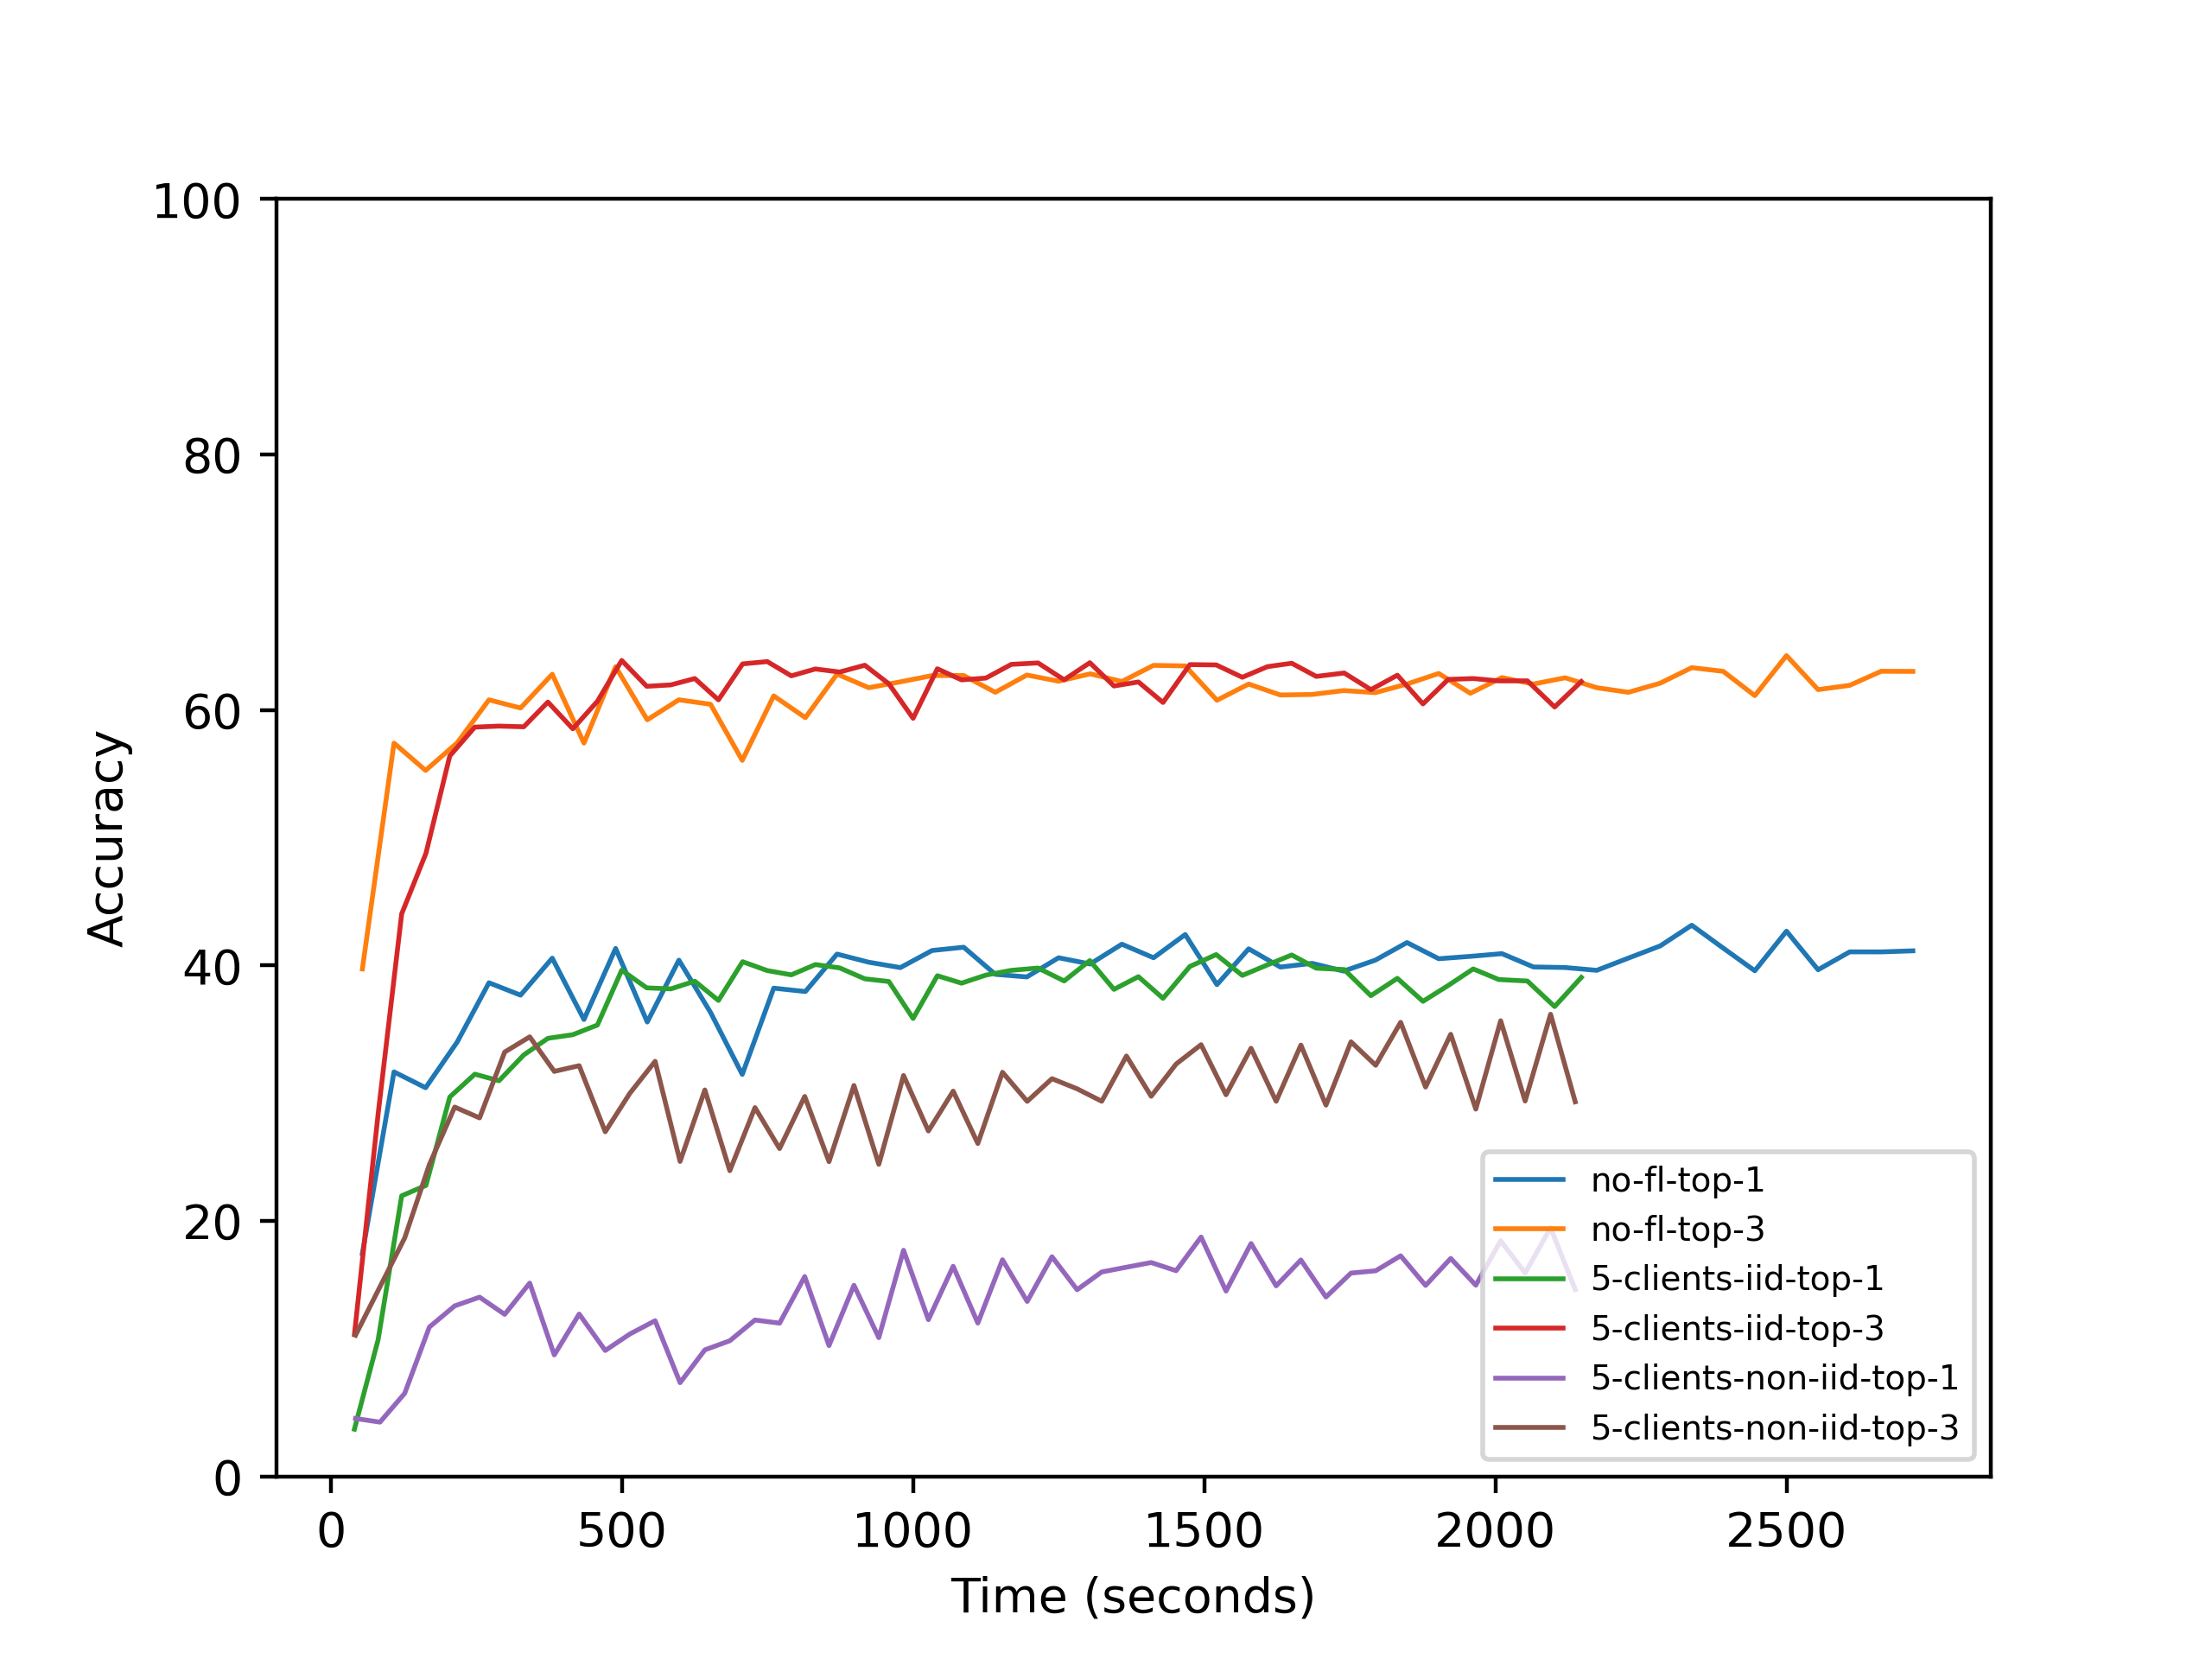 100
80
60
40
20
0
Accuracy
0 500 1000 1500 2000 2500
Time (seconds)
no-fl-top-1
no-fl-top-3
5-clients-iid-top-1
5-clients-iid-top-3
5-clients-non-iid-top-1
5-clients-non-iid-top-3